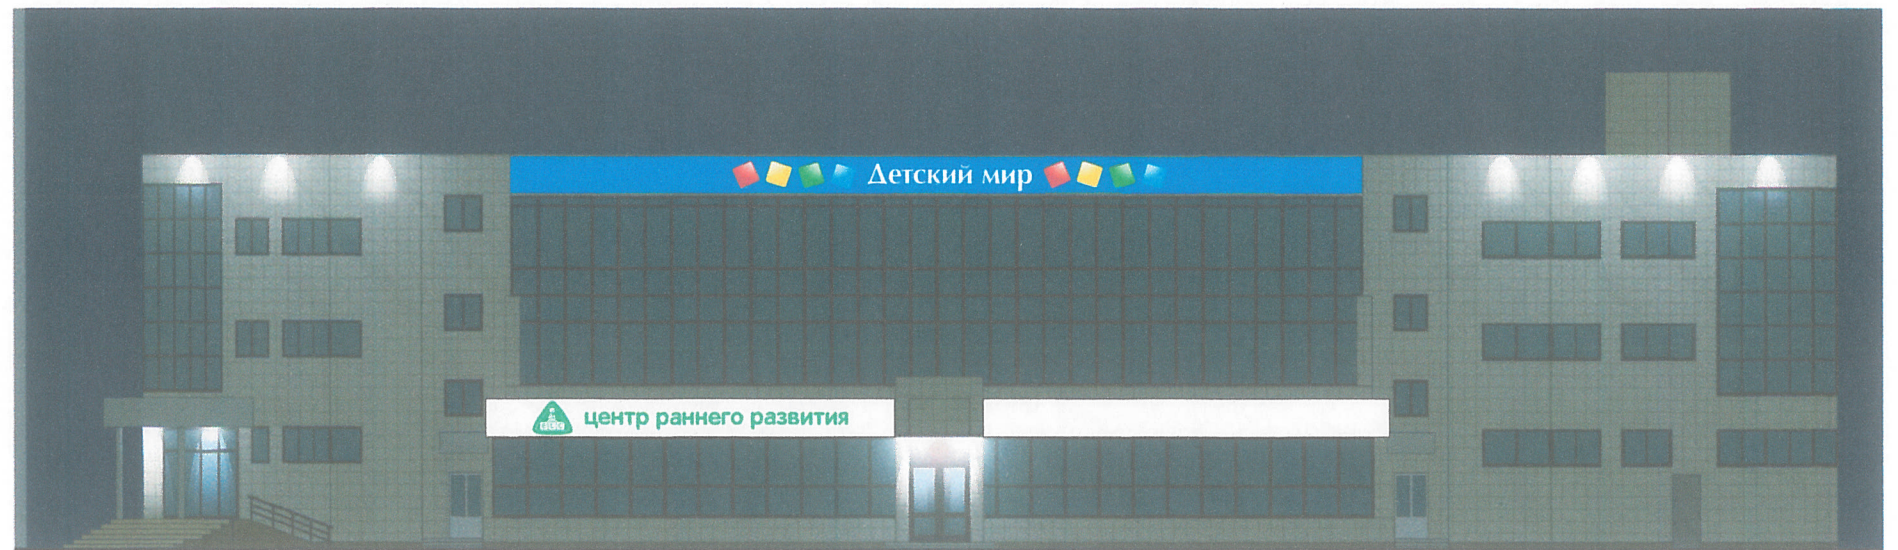 Детский мир
центр раннего развития